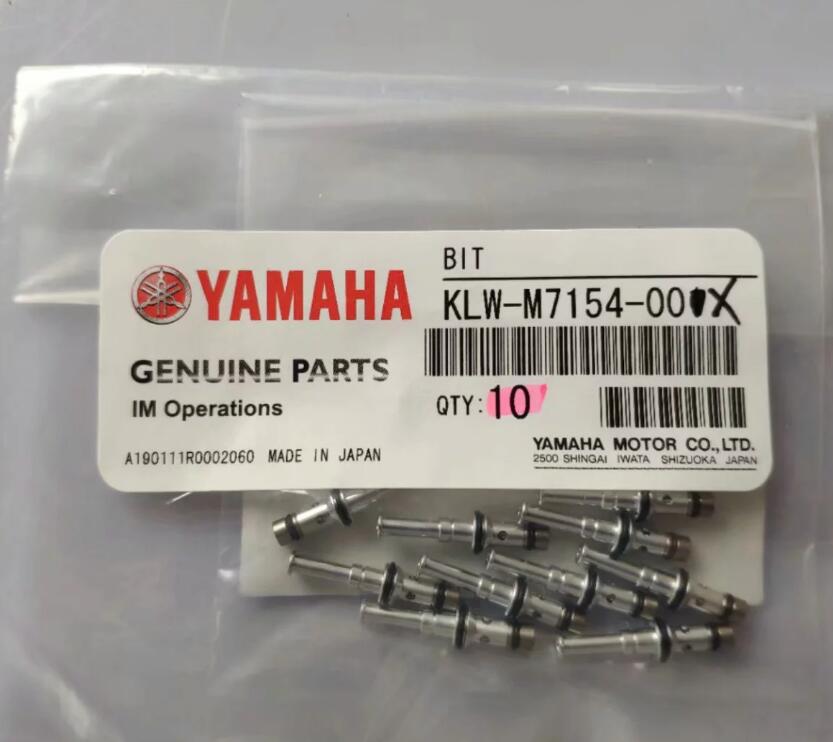 BIT
YAMAHA
KLW-M7154-00 X
GENUINE PARTS
IM Operations
QTY: 10
A190111R0002060 MADE IN JAPAN
YAMAHA MOTOR CO., LTD.
2500 SHINGAI IWATA SHIZUOKA JAPAN